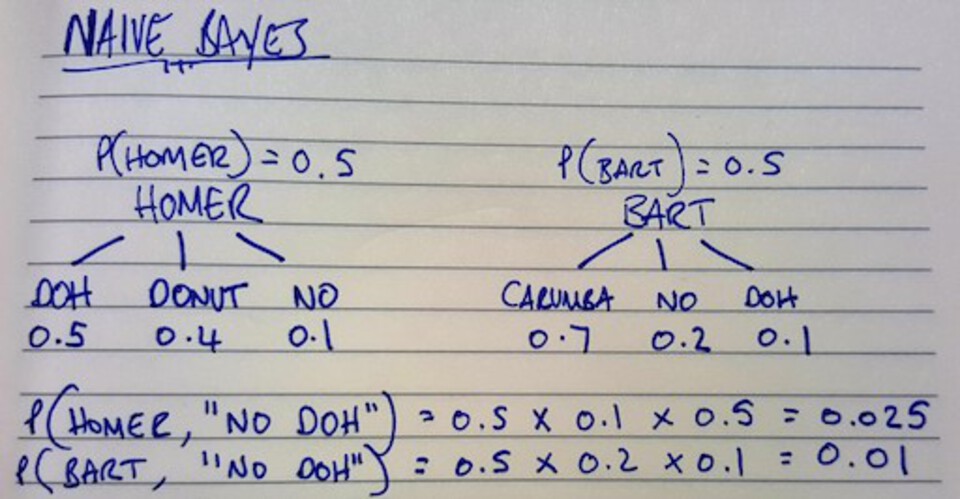 NAIVE BAYES
P(HOMER) = 0.5 P(BART) = 0.5
HOMER BART
DOH DONUT NO CARUMBA NO DOH
0.5 0.4 0.1 0.7 0.2 0.1
P(HOMER, "NO DOH") = 0.5 x 0.1 x 0.5 = 0.025
P(BART, "NO DOH") = 0.5 x 0.2 x 0.1 = 0.01